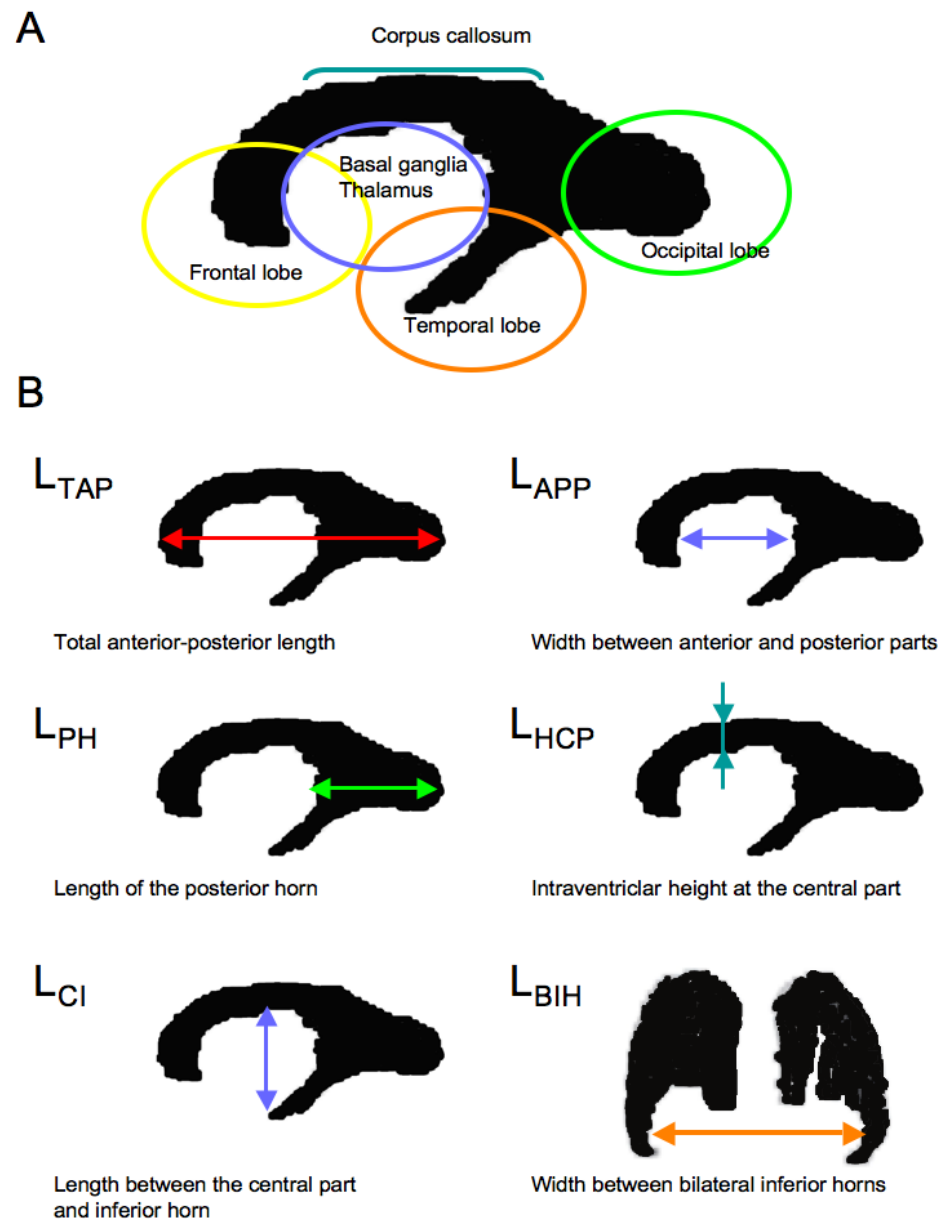 A
Corpus callosum
Basal ganglia
Thalamus
Frontal lobe
Occipital lobe
Temporal lobe
B
LTAP
LAPP
Total anterior-posterior length
Width between anterior and posterior parts
LPH
LHCP
Length of the posterior horn
Intraventriclar height at the central part
LCI
LBIH
Length between the central part
and inferior horn
Width between bilateral inferior horns